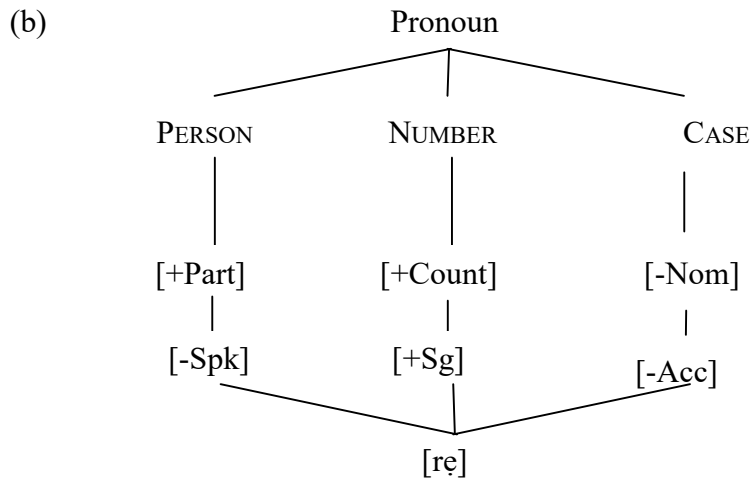 (b) Pronoun
PERSON NUMBER CASE
[+Part] [+Count] [-Nom]
[-Spk] [+Sg] [-Acc]
[rẹ]